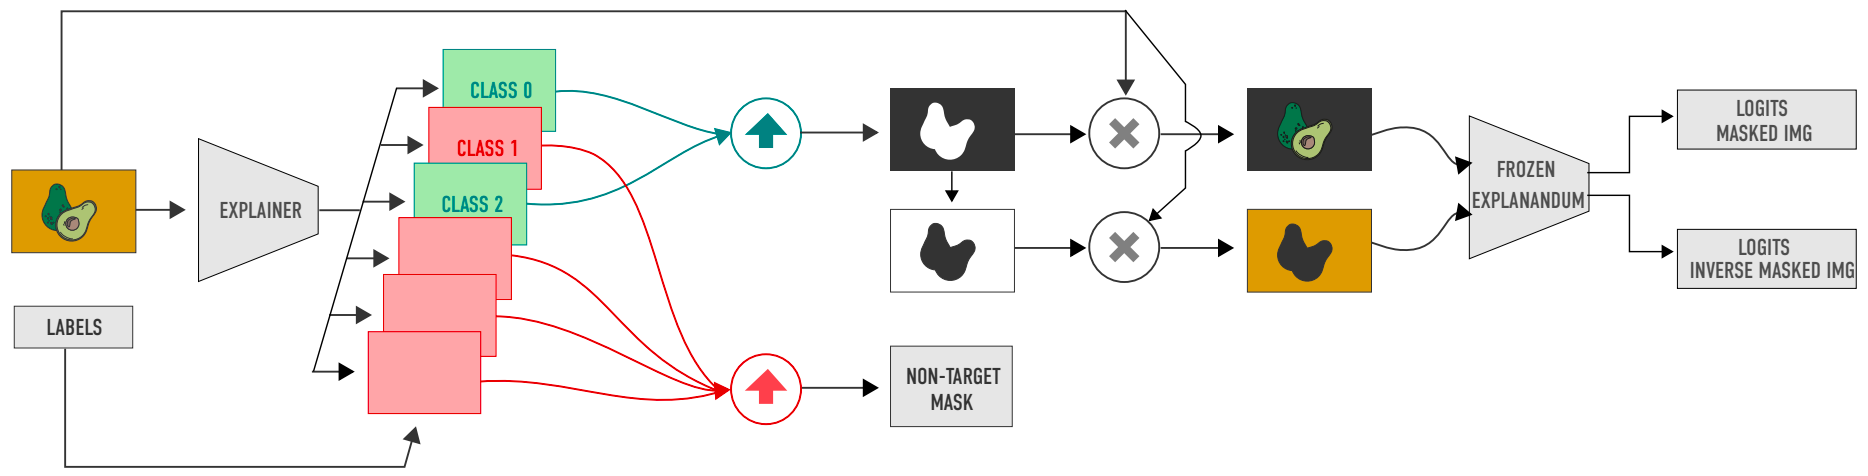 CLASS 0
CLASS 1
CLASS 2
EXPLAINER
LABELS
NON-TARGET
MASK
FROZEN
EXPLANANDUM
LOGITS
MASKED IMG
LOGITS
INVERSE MASKED IMG